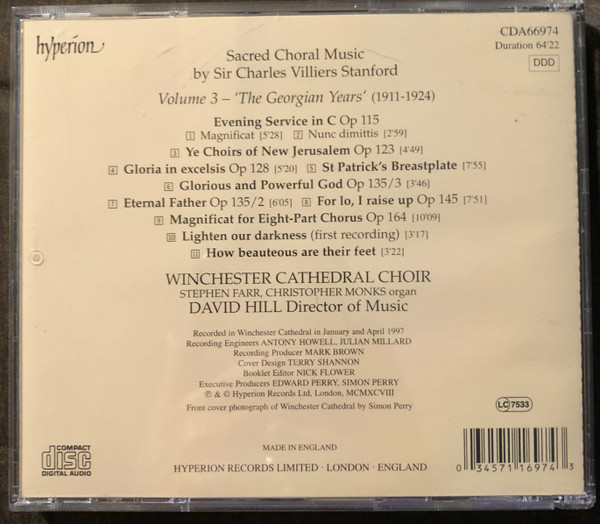 hyperion
CDA66974
Duration 64'22
DDD
Sacred Choral Music
by Sir Charles Villiers Stanford
Volume 3 – 'The Georgian Years' (1911-1924)
Evening Service in C Op 115
1 Magnificat [5'28] 2 Nunc dimittis [2'59]
3 Ye Choirs of New Jerusalem Op 123 [4'49]
4 Gloria in excelsis Op 128 [5'20] 5 St Patrick's Breastplate [7'55]
6 Glorious and Powerful God Op 135/3 [3'46]
7 Eternal Father Op 135/2 [6'05] 8 For lo, I raise up Op 145 [7'51]
9 Magnificat for Eight-Part Chorus Op 164 [10'09]
10 Lighten our darkness (first recording) [3'17]
11 How beauteous are their feet [3'22]
WINCHESTER CATHEDRAL CHOIR
STEPHEN FARR, CHRISTOPHER MONKS organ
DAVID HILL Director of Music
Recorded in Winchester Cathedral in January and April 1997
Recording Engineers ANTONY HOWELL, JULIAN MILLARD
Recording Producer MARK BROWN
Cover Design TERRY SHANNON
Booklet Editor NICK FLOWER
Executive Producers EDWARD PERRY, SIMON PERRY
℗ & © Hyperion Records Ltd, London, MCMXCVIII
Front cover photograph of Winchester Cathedral by Simon Perry
LC 7533
COMPACT
disc
DIGITAL AUDIO
MADE IN ENGLAND
HYPERION RECORDS LIMITED · LONDON · ENGLAND
0 34571 16974 3